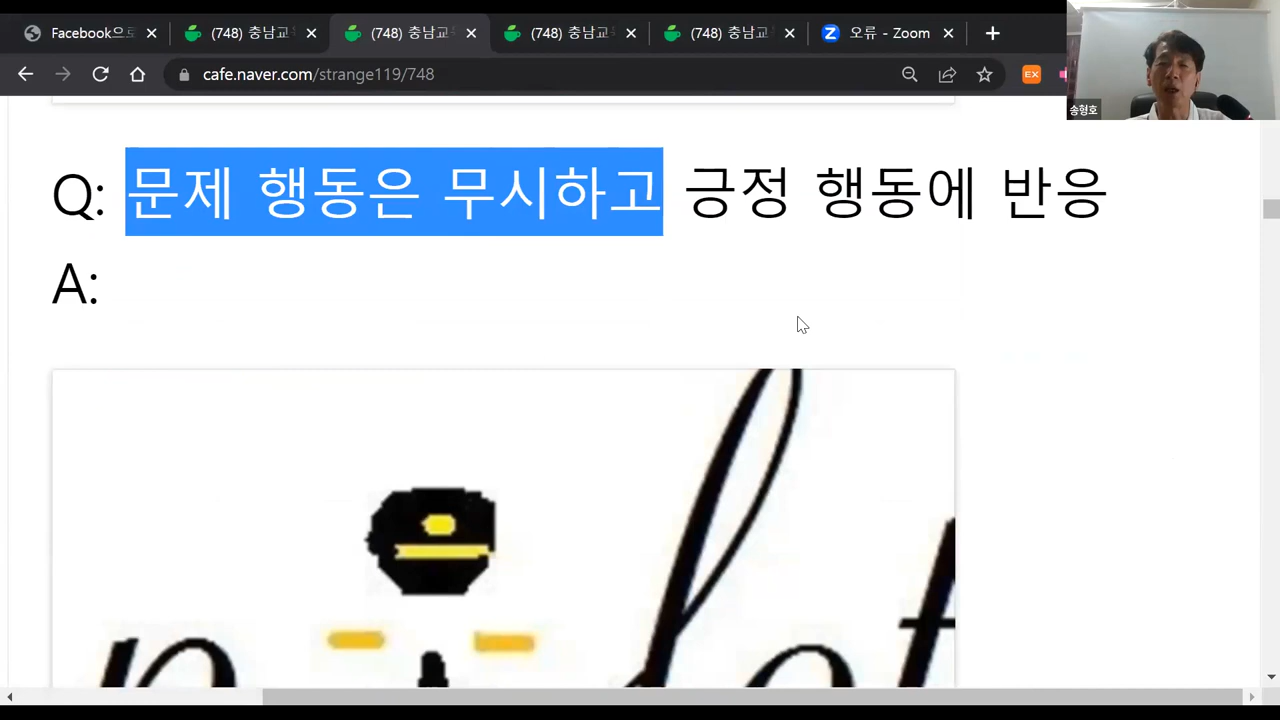 Facebook으로
(748) 충남교
(748) 충남교
(748) 충남교
(748) 충남교
오류 - Zoom
cafe.naver.com/strange119/748
EX
송형호
Q: 문제 행동은 무시하고 긍정 행동에 반응
A: